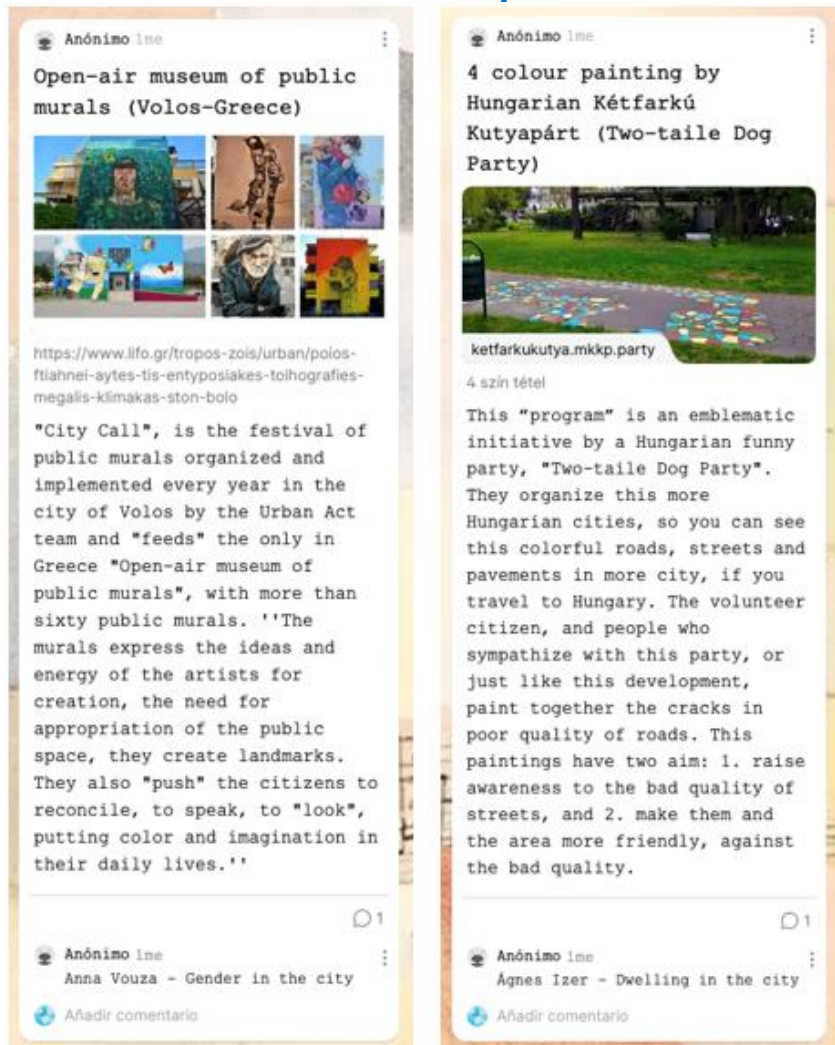 Anónimo 1me
Open-air museum of public
murals (Volos-Greece)
https://www.lifo.gr/tropos-zois/urban/poios-
ftiahnei-aytes-tis-entyposiakes-toihografies-
megalis-klimakas-ston-bolo
"City Call", is the festival of
public murals organized and
implemented every year in the
city of Volos by the Urban Act
team and "feeds" the only in
Greece "Open-air museum of
public murals", with more than
sixty public murals. ''The
murals express the ideas and
energy of the artists for
creation, the need for
appropriation of the public
space, they create landmarks.
They also "push" the citizens to
reconcile, to speak, to "look",
putting color and imagination in
their daily lives.''
1
Anónimo 1me
Anna Vouza - Gender in the city
Añadir comentario
Anónimo 1me
4 colour painting by
Hungarian Kétfarkú
Kutyapárt (Two-taile Dog
Party)
ketfarkukutya.mkkp.party
4 szín tétel
This “program” is an emblematic
initiative by a Hungarian funny
party, "Two-taile Dog Party".
They organize this more
Hungarian cities, so you can see
this colorful roads, streets and
pavements in more city, if you
travel to Hungary. The volunteer
citizen, and people who
sympathize with this party, or
just like this development,
paint together the cracks in
poor quality of roads. This
paintings have two aim: 1. raise
awareness to the bad quality of
streets, and 2. make them and
the area more friendly, against
the bad quality.
1
Anónimo 1me
Ágnes Izer - Dwelling in the city
Añadir comentario